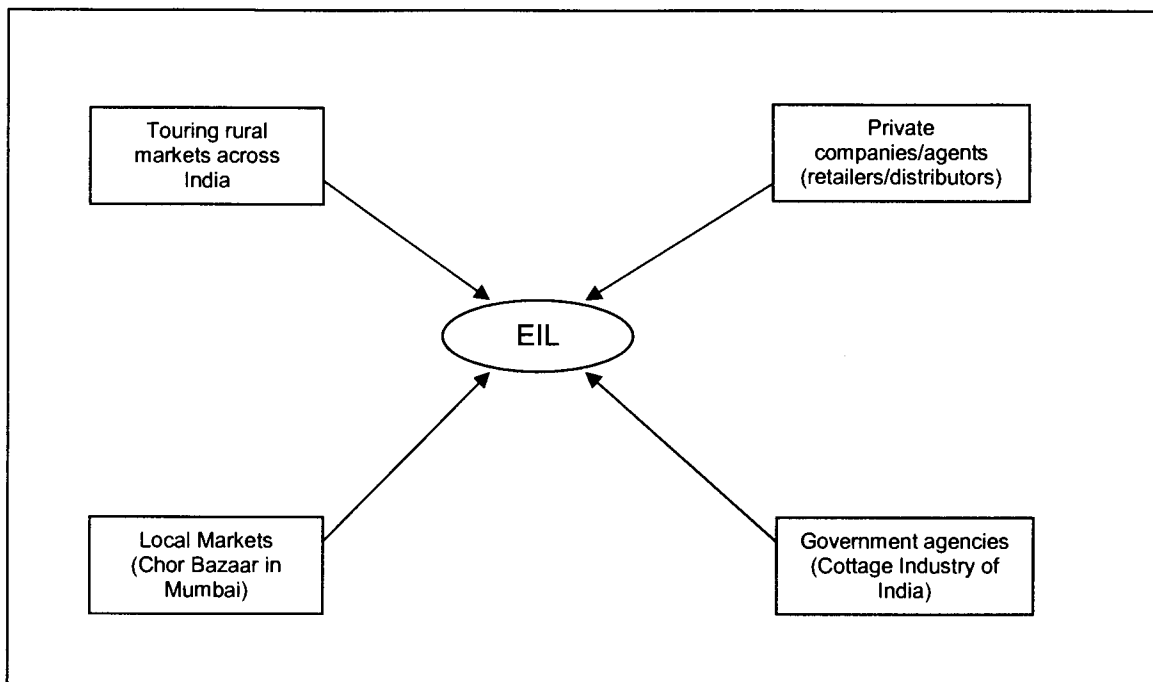 Touring rural
markets across
India
Private
companies/agents
(retailers/distributors)
EIL
Local Markets
(Chor Bazaar in
Mumbai)
Government agencies
(Cottage Industry of
India)